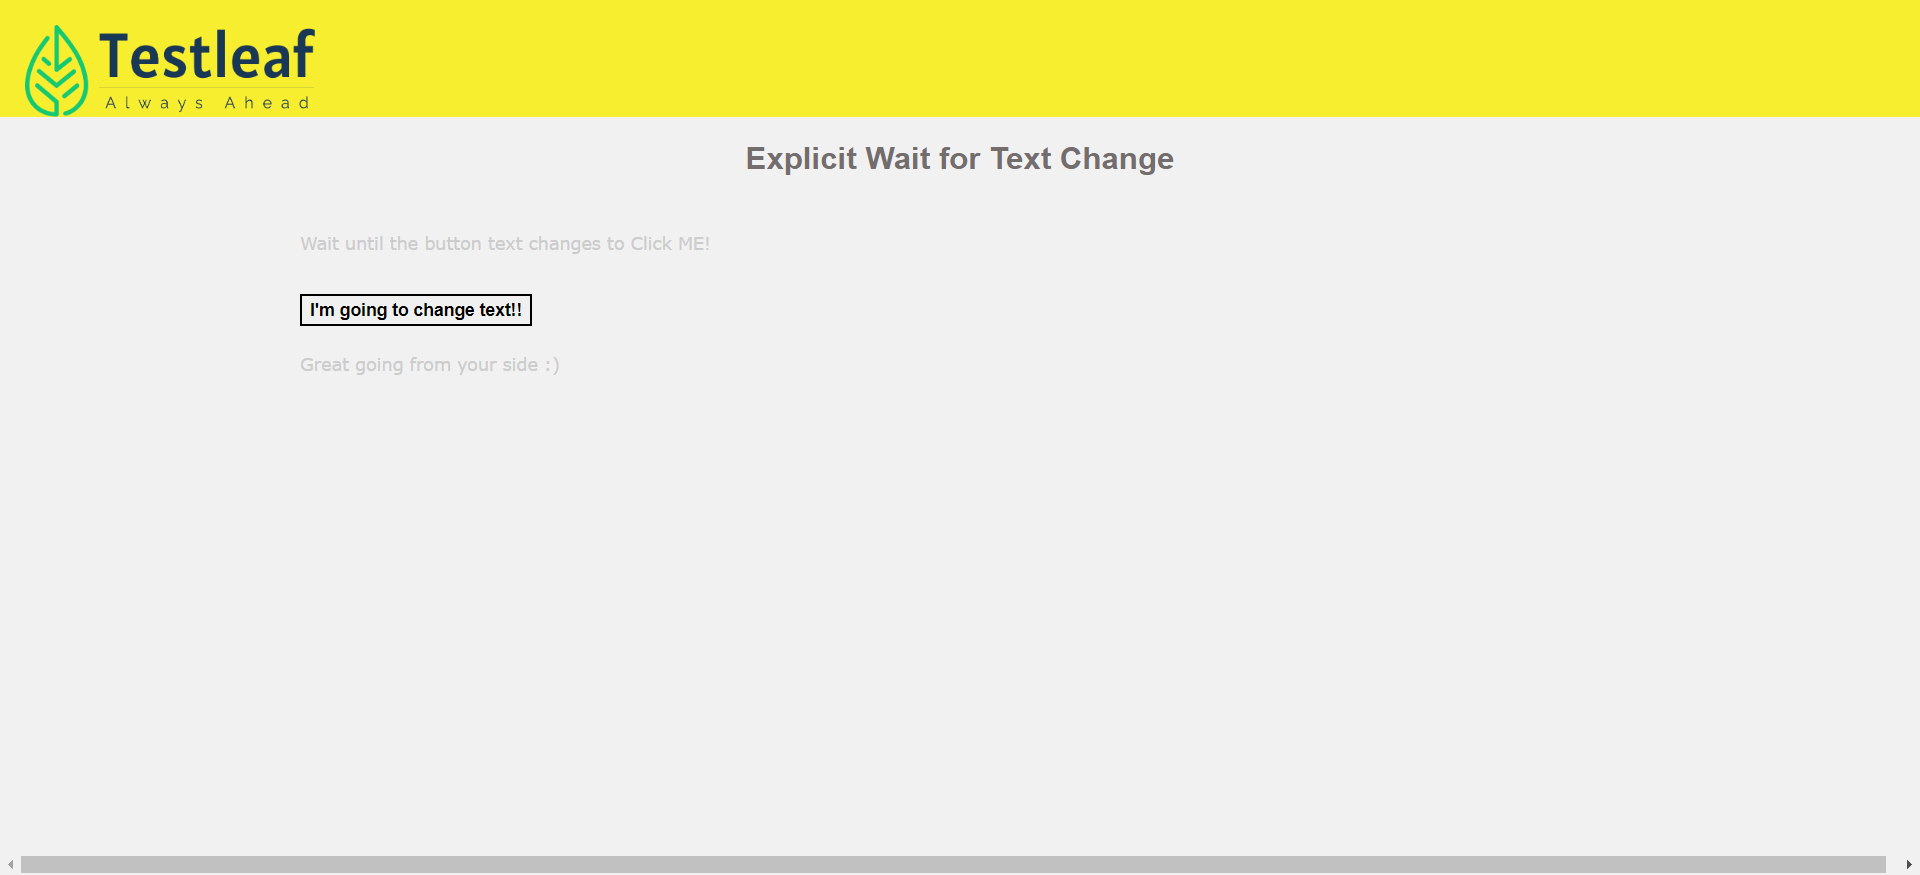 Testleaf
Always Ahead
Explicit Wait for Text Change
Wait until the button text changes to Click ME!
I'm going to change text!!
Great going from your side :)